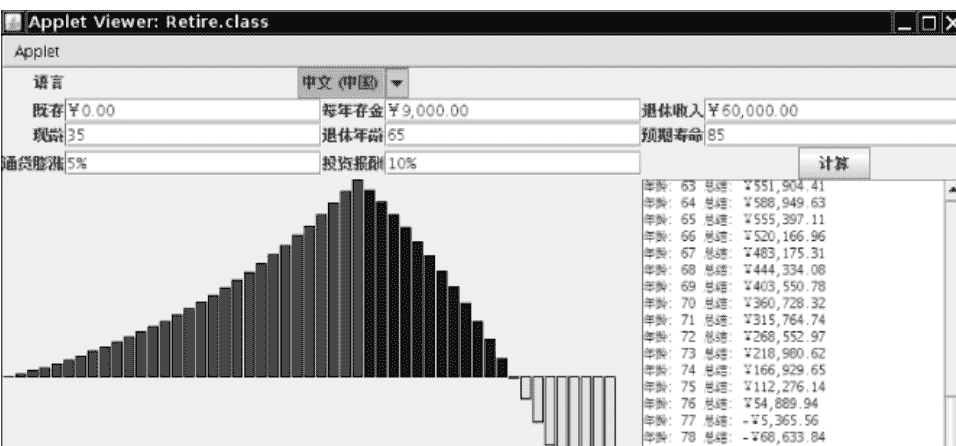 Applet Viewer: Retire.class
Applet
语言 中文 (中国)
既存 ￥0.00 每年存金 ￥9,000.00 退休收入 ￥60,000.00
现龄 35 退休年龄 65 预期寿命 85
通货膨涨 5% 投资报酬 10% 计算
年龄: 63 总结: ￥551,904.41
年龄: 64 总结: ￥588,949.63
年龄: 65 总结: ￥555,397.11
年龄: 66 总结: ￥520,166.96
年龄: 67 总结: ￥483,175.31
年龄: 68 总结: ￥444,334.08
年龄: 69 总结: ￥403,550.78
年龄: 70 总结: ￥360,728.32
年龄: 71 总结: ￥315,764.74
年龄: 72 总结: ￥268,552.97
年龄: 73 总结: ￥218,980.62
年龄: 74 总结: ￥166,929.65
年龄: 75 总结: ￥112,276.14
年龄: 76 总结: ￥54,889.94
年龄: 77 总结: -￥5,365.56
年龄: 78 总结: -￥68,633.84